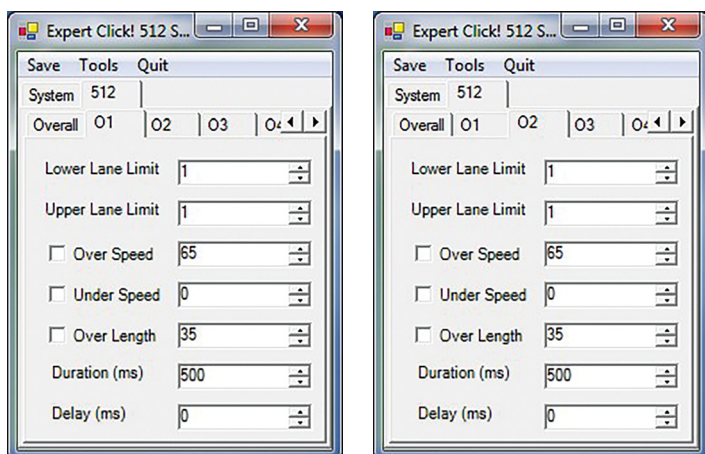 Expert Click! 512 S...
Save Tools Quit
System 512
Overall O1 O2 O3 O4
Lower Lane Limit 1
Upper Lane Limit 1
Over Speed 65
Under Speed 0
Over Length 35
Duration (ms) 500
Delay (ms) 0
Expert Click! 512 S...
Save Tools Quit
System 512
Overall O1 O2 O3 O4
Lower Lane Limit 1
Upper Lane Limit 1
Over Speed 65
Under Speed 0
Over Length 35
Duration (ms) 500
Delay (ms) 0